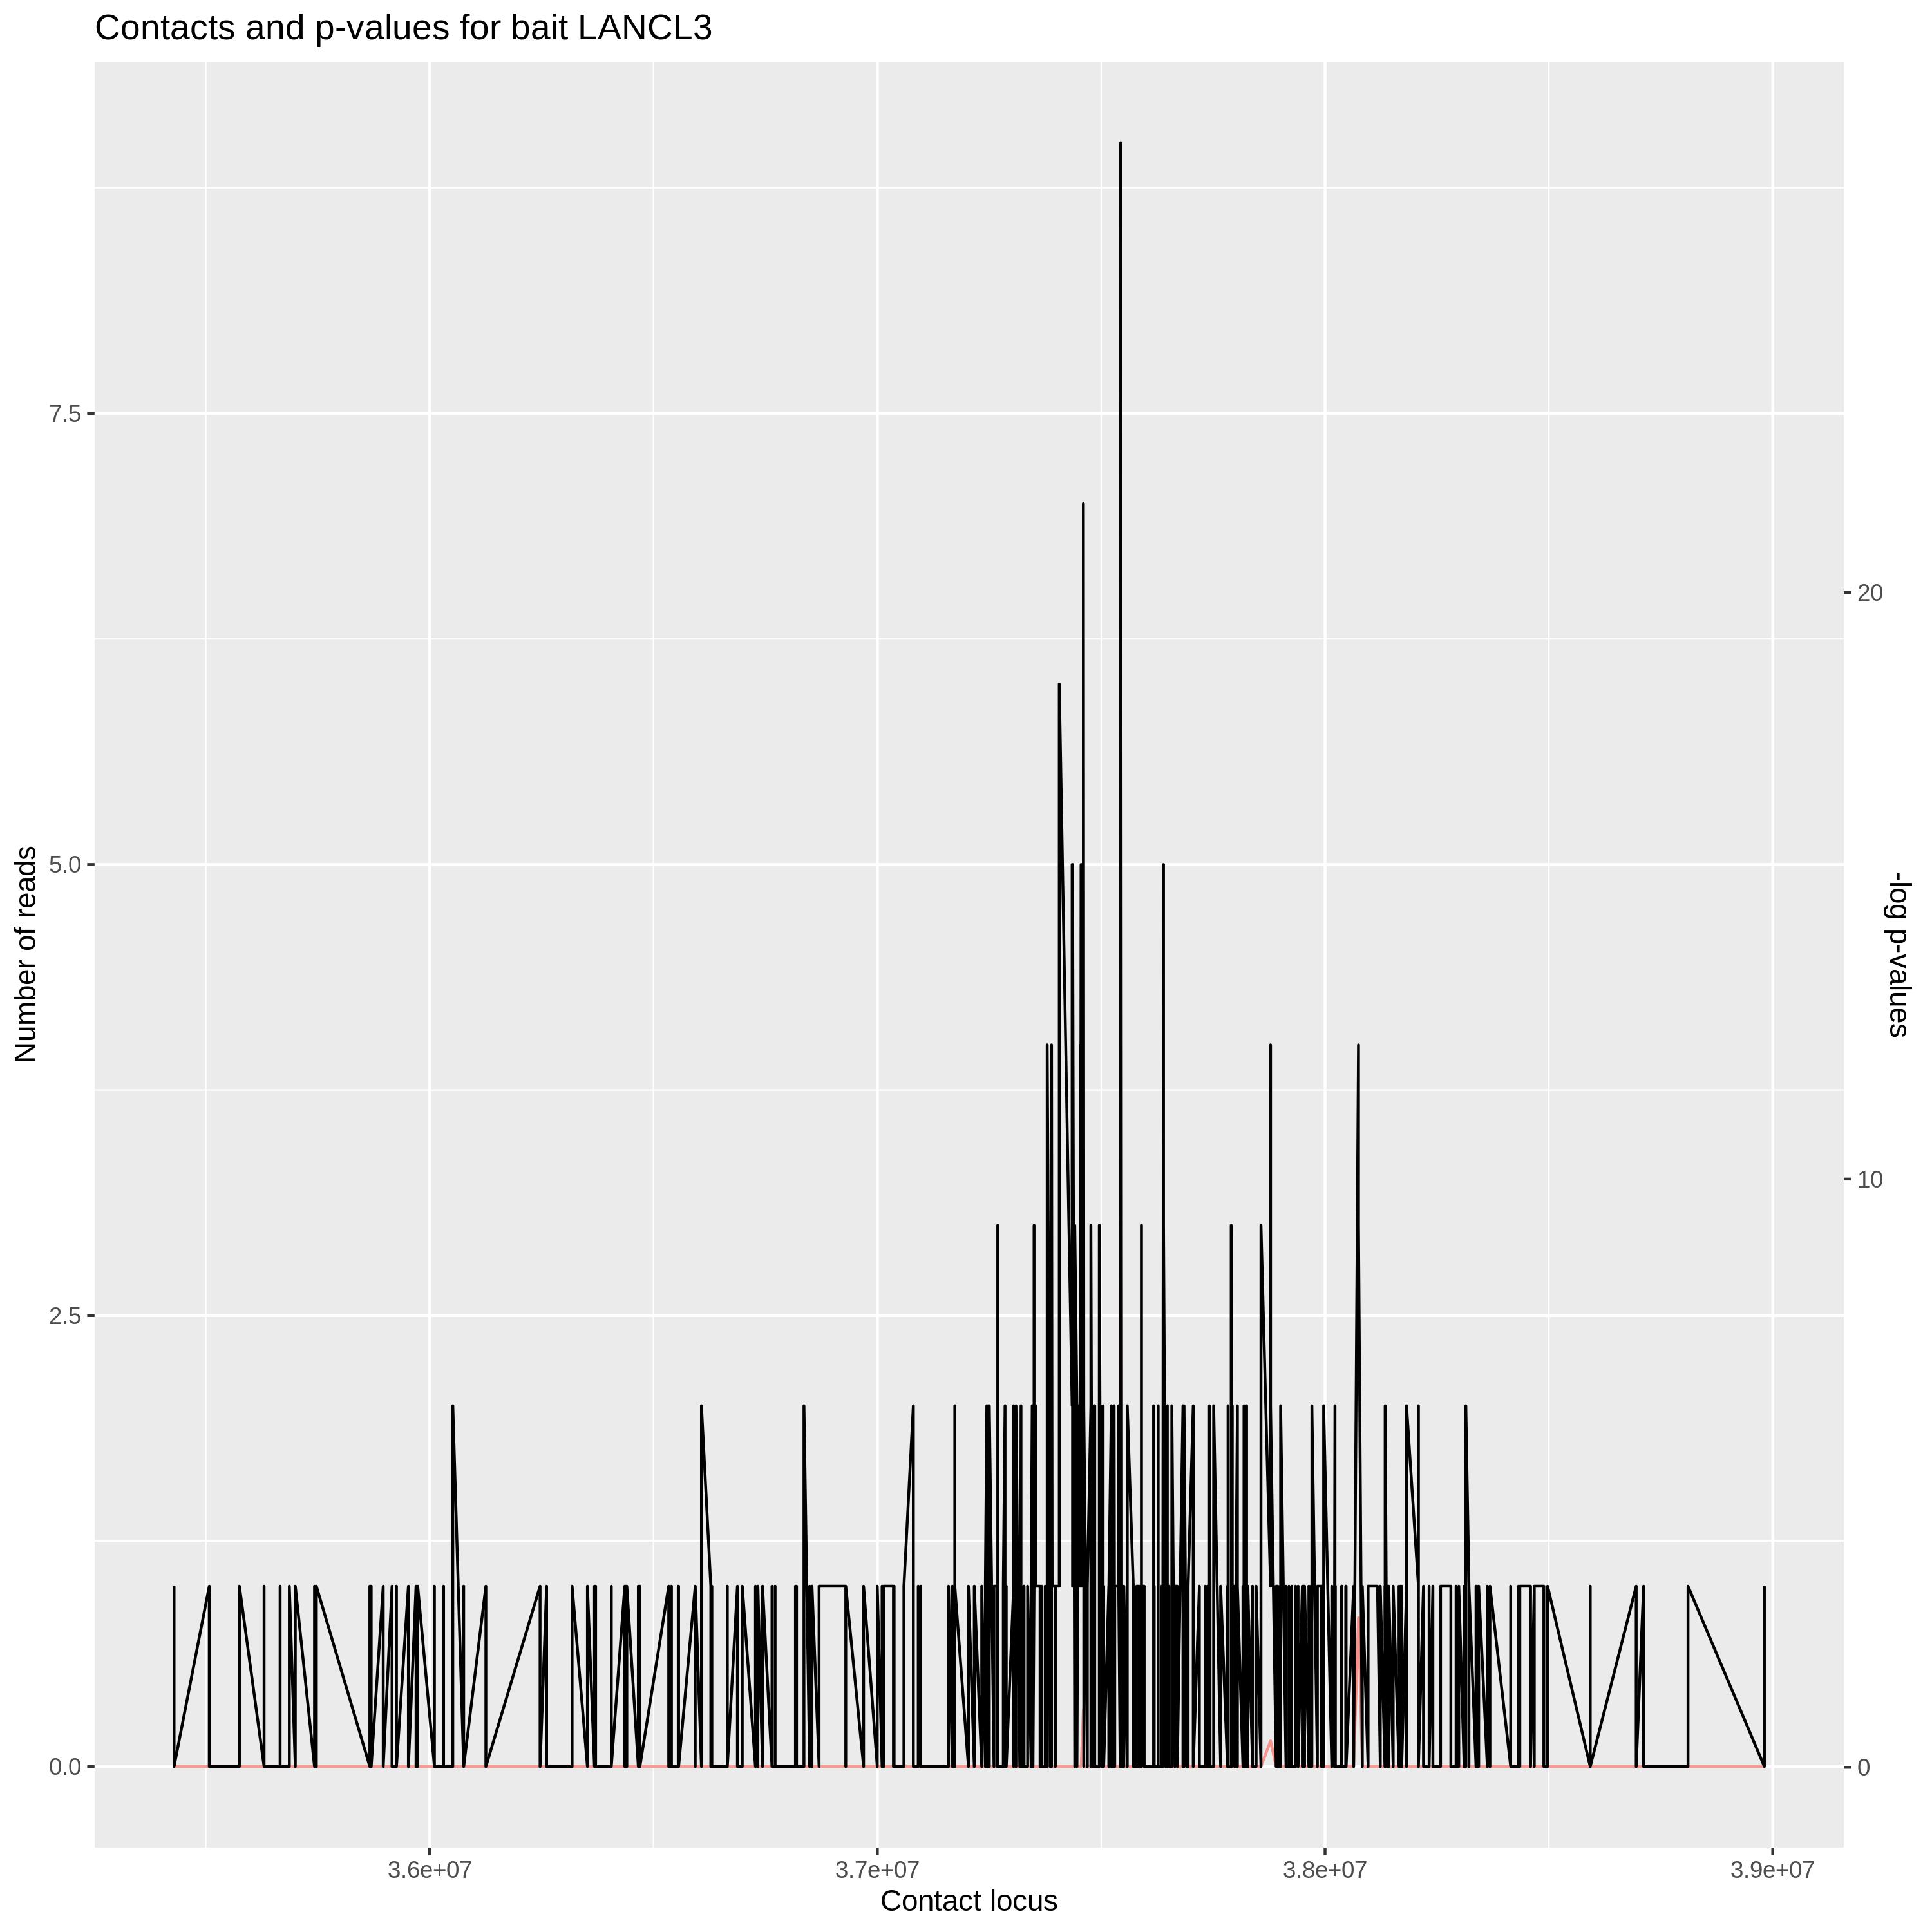 Contacts and p-values for bait LANCL3
7.5
5.0
2.5
0.0
Number of reads
20
10
0
-log p-values
3.6e+07
3.7e+07
3.8e+07
3.9e+07
Contact locus